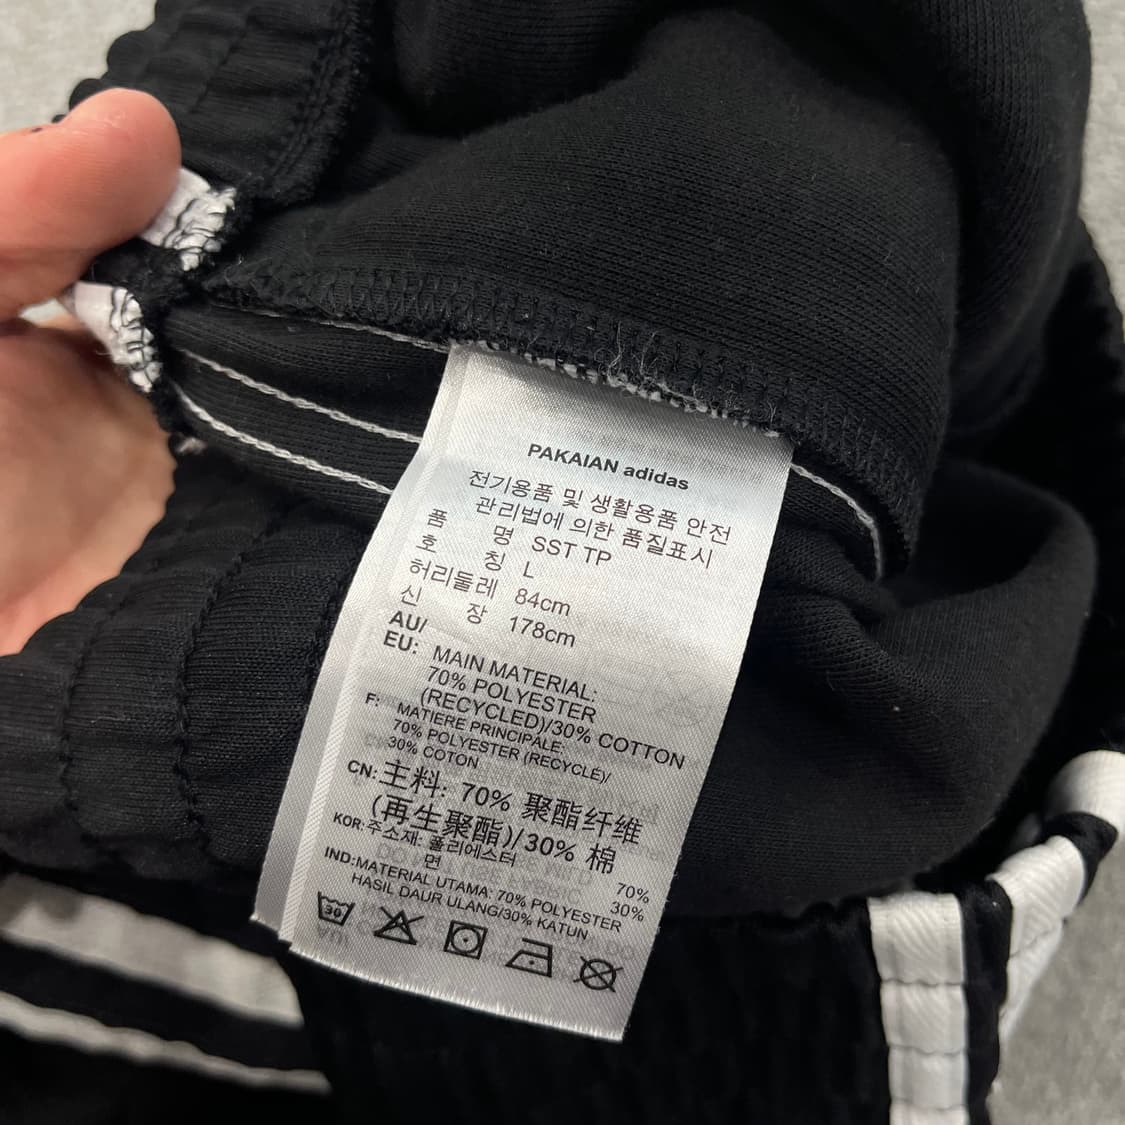 PAKAIAN adidas
전기용품 및 생활용품 안전
관리법에 의한 품질표시
품 명 SST TP
호 칭 L
허리둘레 84cm
신 장 178cm
AU/
EU: MAIN MATERIAL:
70% POLYESTER
(RECYCLED)/30% COTTON
F: MATIERE PRINCIPALE:
70% POLYESTER (RECYCLÉ)/
30% COTON
CN: 主料: 70% 聚酯纤维
(再生聚酯)/30% 棉
KOR: 주소재: 폴리에스터 70%
면 30%
IND: MATERIAL UTAMA: 70% POLYESTER
HASIL DAUR ULANG/30% KATUN
30